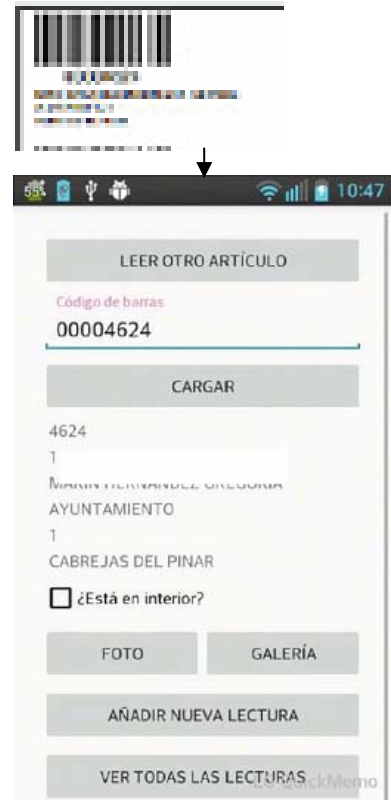 55%
10:47
LEER OTRO ARTÍCULO
Código de barras
00004624
CARGAR
4624
1
AYUNTAMIENTO
1
CABREJAS DEL PINAR
¿Está en interior?
FOTO GALERÍA
AÑADIR NUEVA LECTURA
VER TODAS LAS LECTURAS
QuickMemo